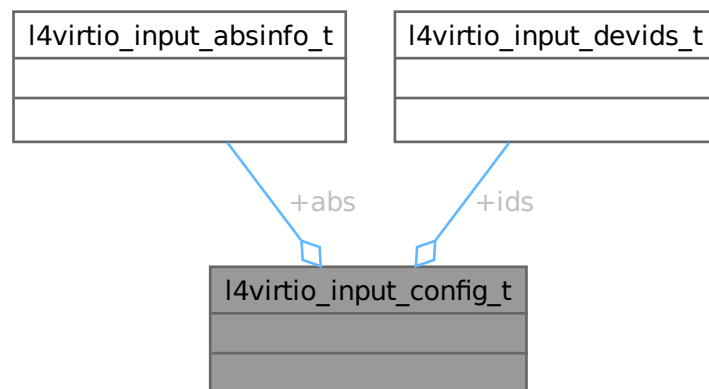 l4virtio_input_absinfo_t
l4virtio_input_devids_t
+abs
+ids
l4virtio_input_config_t